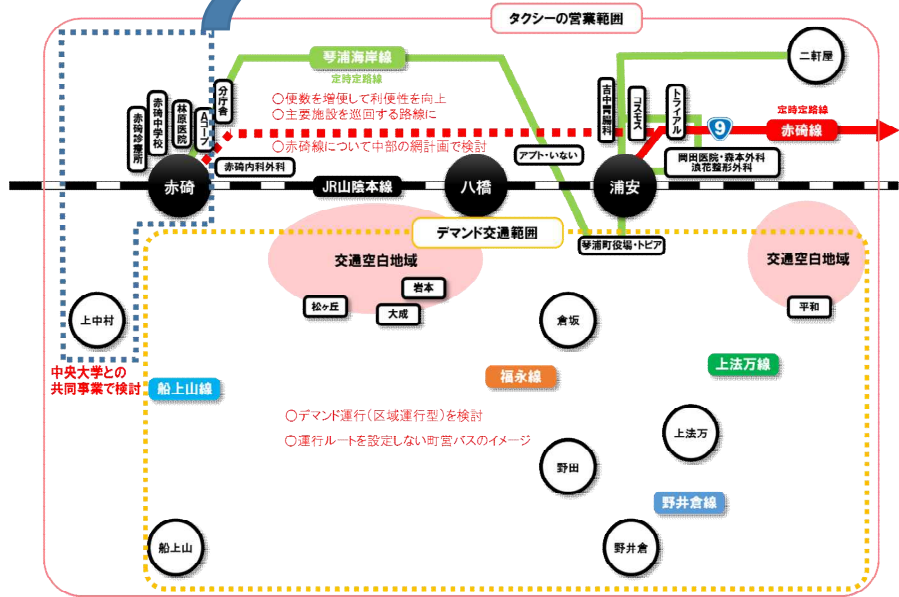 タクシーの営業範囲
二軒屋
琴浦海岸線
定時定路線
分庁舎
○便数を増便して利便性を向上
○主要施設を巡回する路線に
○赤碕線について中部の網計画で検討
赤碕診療所
赤碕中学校
林原医院
Aコープ
赤碕内科外科
吉中胃腸科
コスモス
トライアル
9
定時定路線
赤碕線
アプト・いない
岡田医院・森本外科
浪花整形外科
赤碕
JR山陰本線
八橋
浦安
デマンド交通範囲
琴浦町役場・トピア
交通空白地域
岩本
松ヶ丘
大成
交通空白地域
平和
上中村
倉坂
中央大学との
共同事業で検討
船上山線
福永線
上法万線
○デマンド運行(区域運行型)を検討
○運行ルートを設定しない町営バスのイメージ
上法万
野田
野井倉線
船上山
野井倉